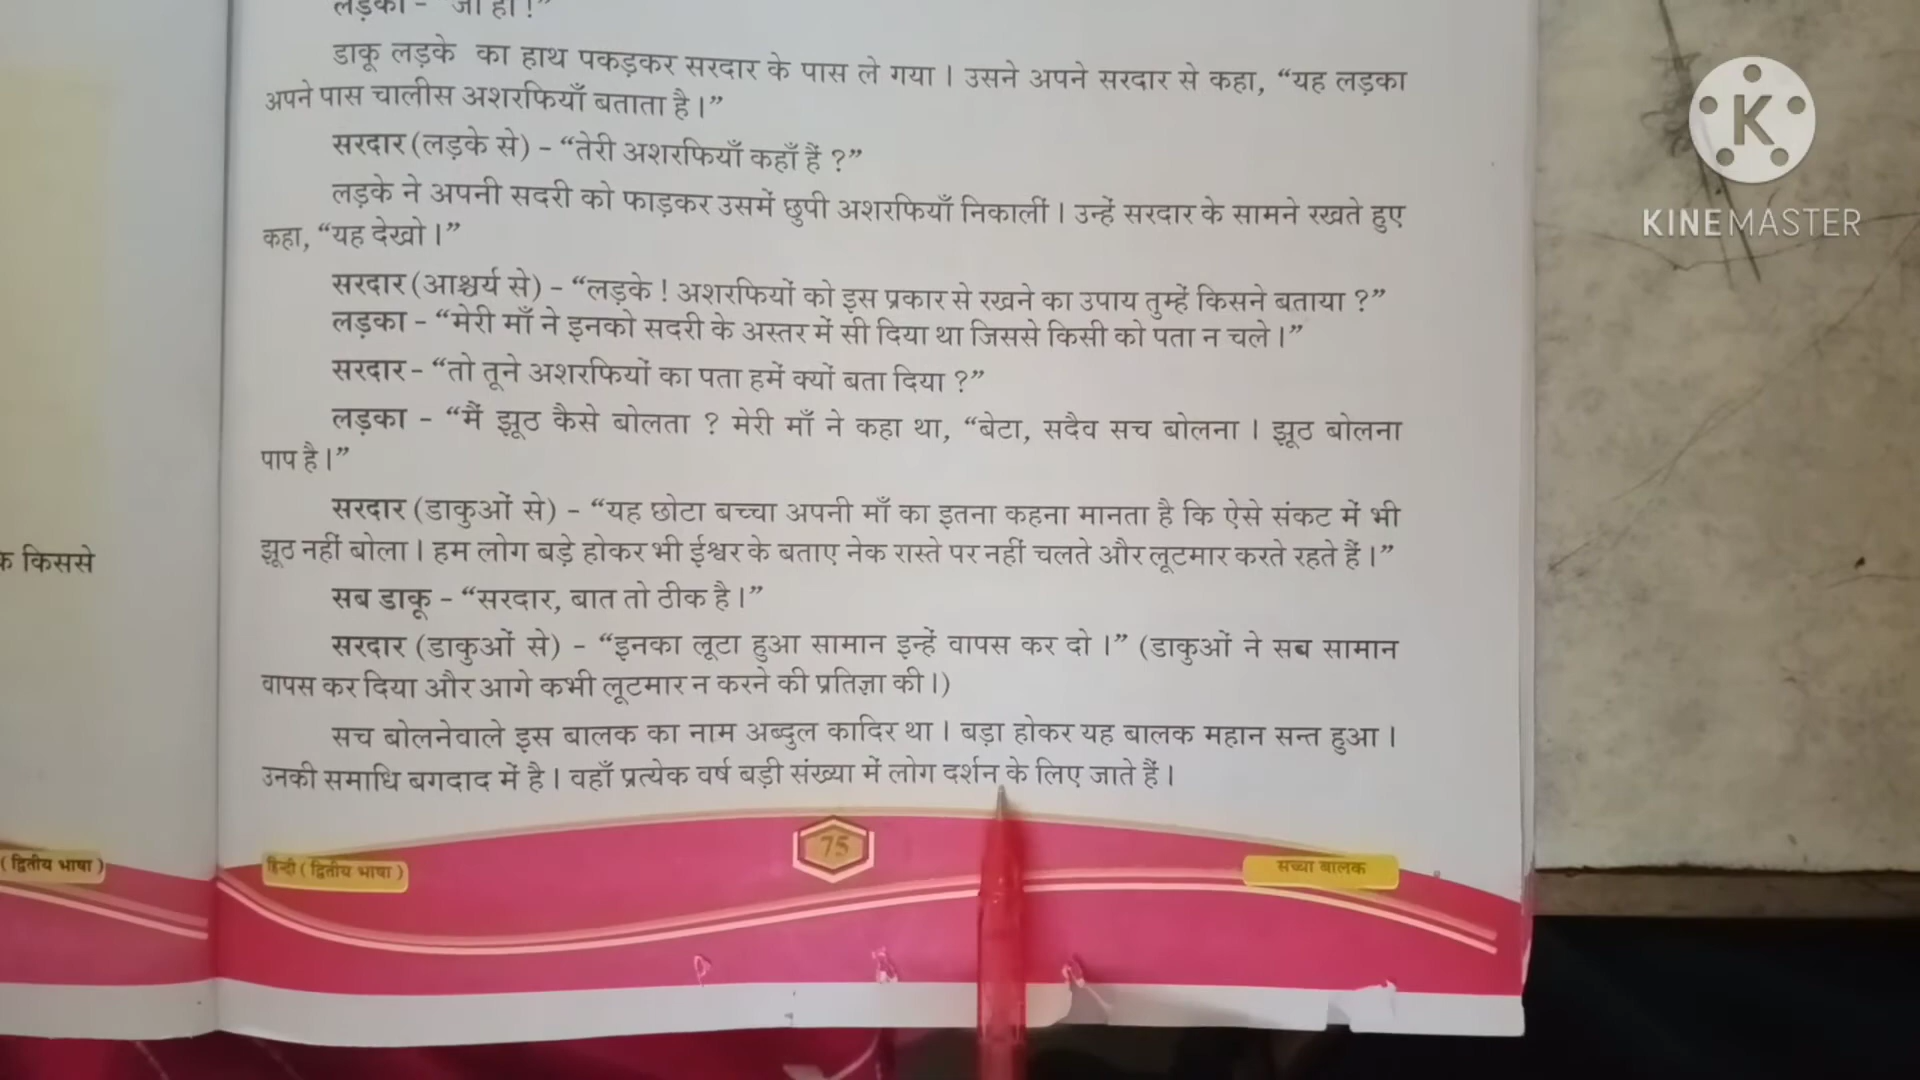 लड़का - "जी हाँ !"
डाकू लड़के का हाथ पकड़कर सरदार के पास ले गया । उसने अपने सरदार से कहा, "यह लड़का
अपने पास चालीस अशरफियाँ बताता है ।"
सरदार (लड़के से) - "तेरी अशरफियाँ कहाँ हैं ?"
लड़के ने अपनी सदरी को फाड़कर उसमें छुपी अशरफियाँ निकालीं । उन्हें सरदार के सामने रखते हुए
कहा, "यह देखो ।"
सरदार (आश्चर्य से) - "लड़के ! अशरफियों को इस प्रकार से रखने का उपाय तुम्हें किसने बताया ?"
लड़का - "मेरी माँ ने इनको सदरी के अस्तर में सी दिया था जिससे किसी को पता न चले ।"
सरदार - "तो तूने अशरफियों का पता हमें क्यों बता दिया ?"
लड़का - "मैं झूठ कैसे बोलता ? मेरी माँ ने कहा था, "बेटा, सदैव सच बोलना । झूठ बोलना
पाप है ।"
सरदार (डाकुओं से) - "यह छोटा बच्चा अपनी माँ का इतना कहना मानता है कि ऐसे संकट में भी
झूठ नहीं बोला । हम लोग बड़े होकर भी ईश्वर के बताए नेक रास्ते पर नहीं चलते और लूटमार करते रहते हैं ।"
सब डाकू - "सरदार, बात तो ठीक है ।"
सरदार (डाकुओं से) - "इनका लूटा हुआ सामान इन्हें वापस कर दो ।" (डाकुओं ने सब सामान
वापस कर दिया और आगे कभी लूटमार न करने की प्रतिज्ञा की ।)
सच बोलनेवाले इस बालक का नाम अब्दुल कादिर था । बड़ा होकर यह बालक महान सन्त हुआ ।
उनकी समाधि बगदाद में है । वहाँ प्रत्येक वर्ष बड़ी संख्या में लोग दर्शन के लिए जाते हैं ।
हिन्दी (द्वितीय भाषा)
75
सच्चा बालक
किससे
(द्वितीय भाषा)
K
KINEMASTER